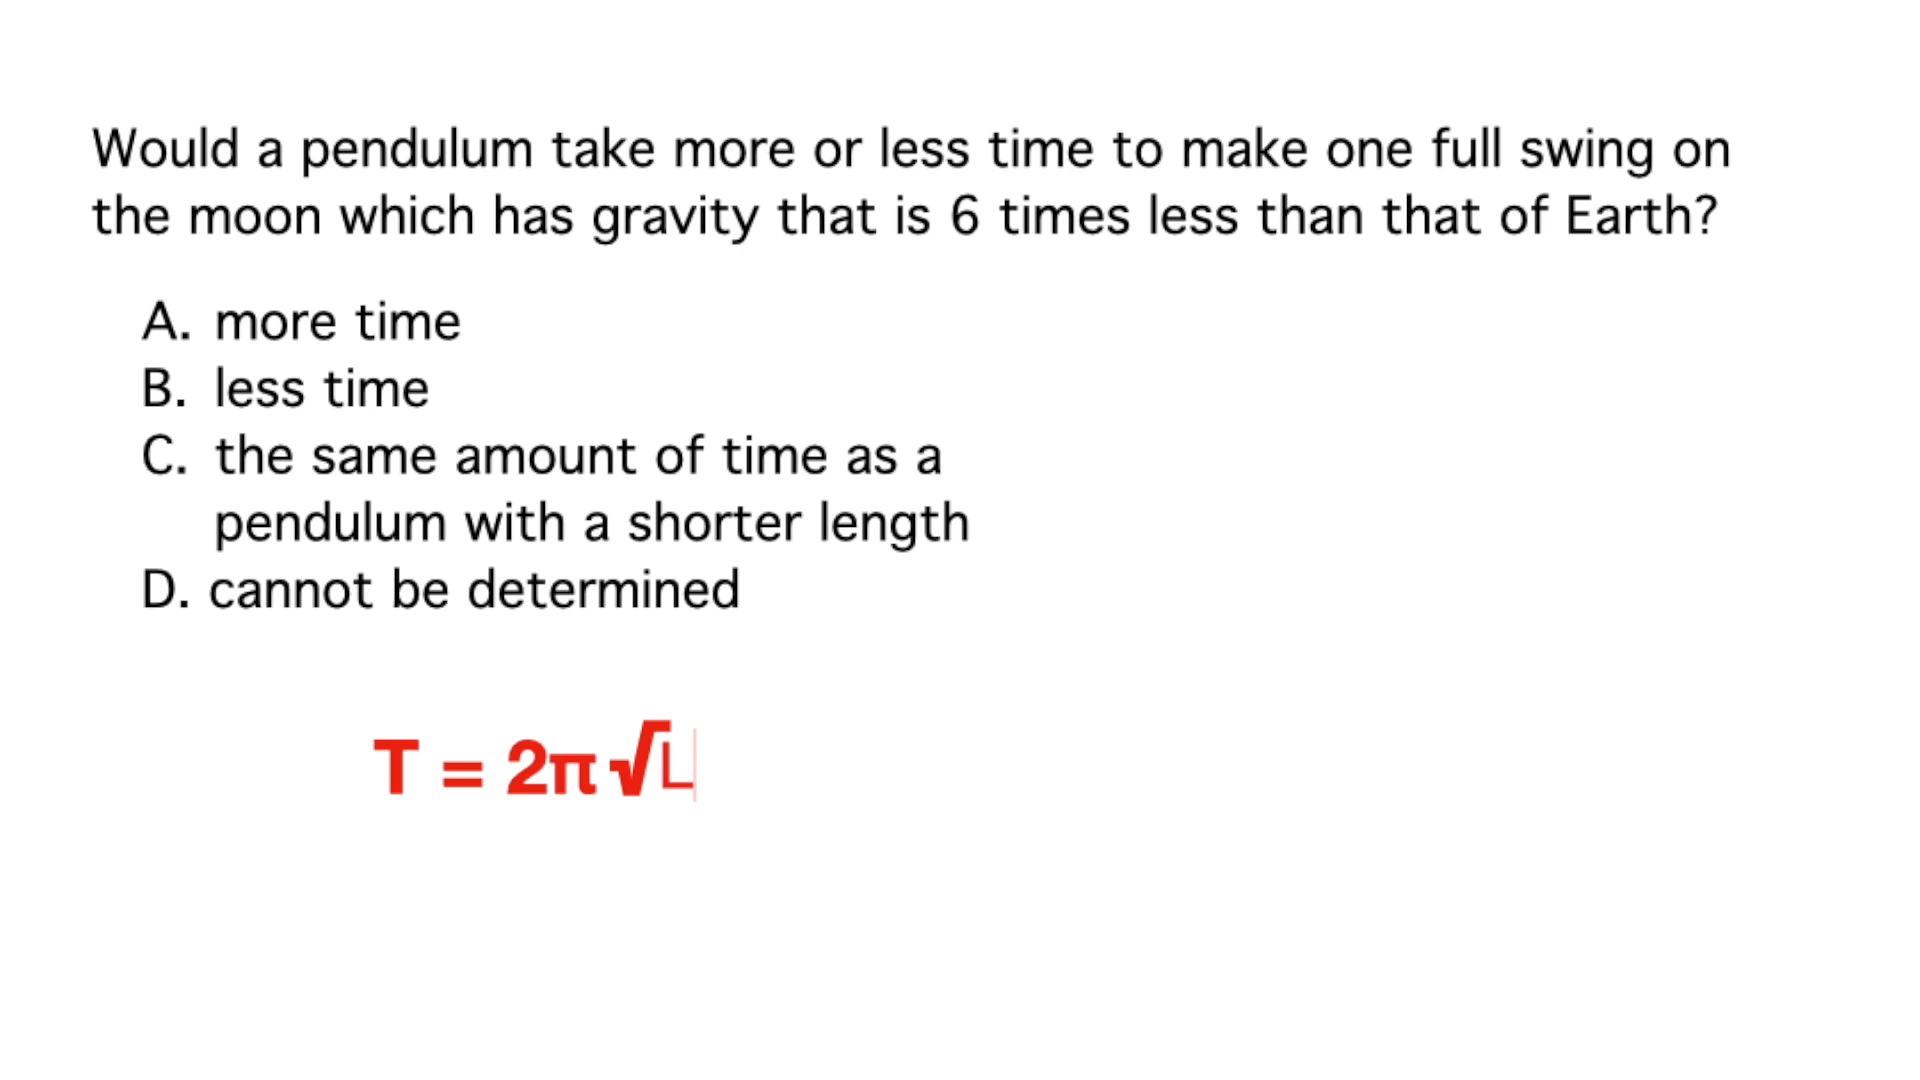 Would a pendulum take more or less time to make one full swing on
the moon which has gravity that is 6 times less than that of Earth?
A. more time
B. less time
C. the same amount of time as a
pendulum with a shorter length
D. cannot be determined
T = 2π √L